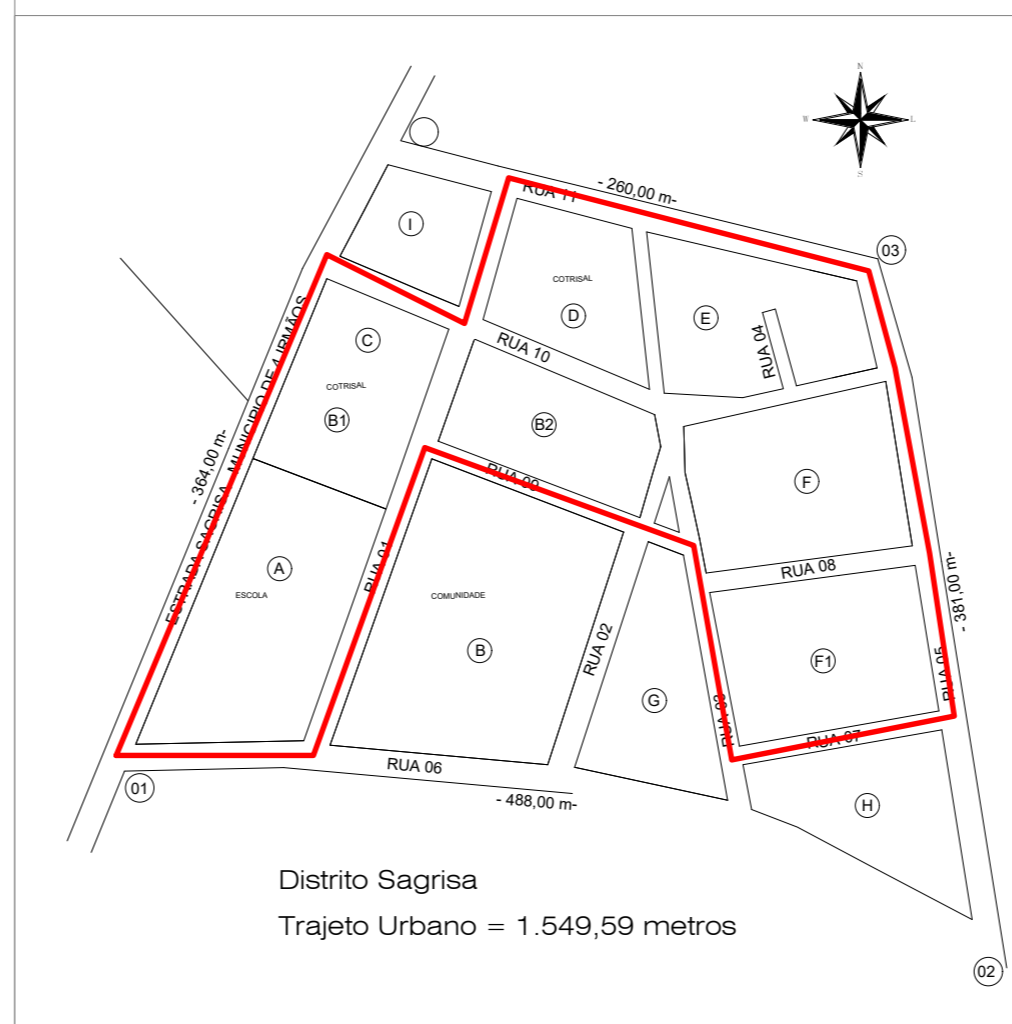 N
W
L
S
- 260,00 m-
RUA 11
03
I
COTRISAL
D
E
RUA 04
RUA 10
C
COTRISAL
B1
B2
- 364,00 m-
ESTRADA SAGRISA - MUNICIPIO DE 4 IRMÃOS
RUA 09
F
RUA 01
A
ESCOLA
COMUNIDADE
B
RUA 02
RUA 08
- 381,00 m-
F1
RUA 05
G
RUA 03
RUA 07
RUA 06
01
- 488,00 m-
H
Distrito Sagrisa
Trajeto Urbano = 1.549,59 metros
02